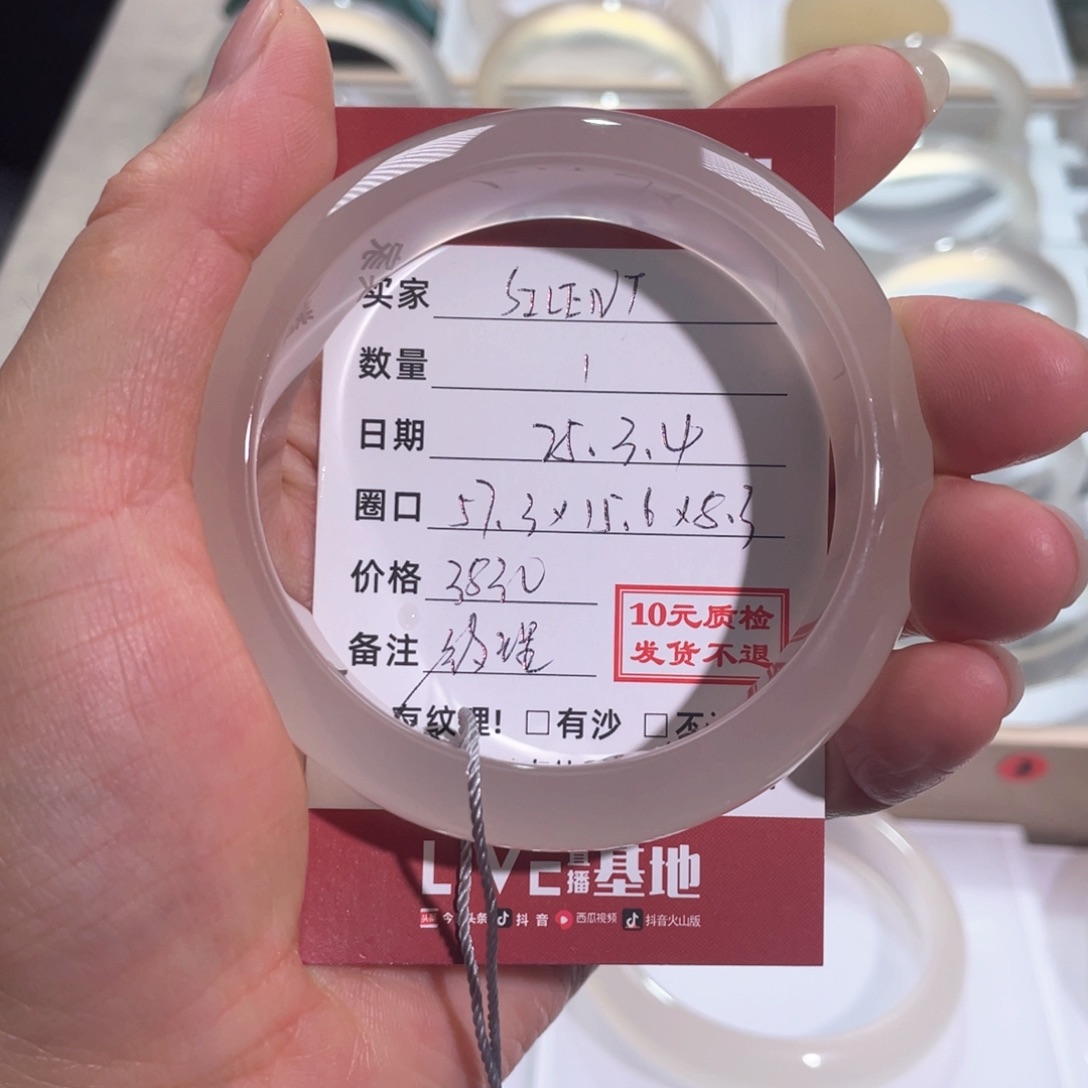 买家 SILENT
数量 1
日期 25.3.4
圈口 57.3×15.6×8.3
价格 3830
备注 纹理
10元质检
发货不退
纹理! □有沙 □不
LIVE直播基地
今日头条 抖音 西瓜视频 抖音火山版